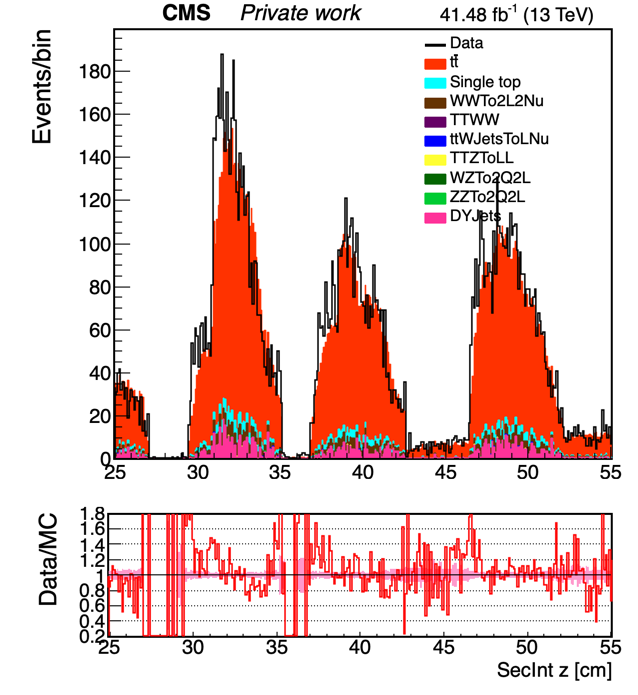 CMS Private work 41.48 fb-1 (13 TeV)
Events/bin
180
160
140
120
100
80
60
40
20
0
25 30 35 40 45 50 55
Data
tt̄
Single top
WWTo2L2Nu
TTWW
ttWJetsToLNu
TTZToLL
WZTo2Q2L
ZZTo2Q2L
DYJets
Data/MC
1.8
1.6
1.4
1.2
1
0.8
0.6
0.4
0.2
25 30 35 40 45 50 55
SecInt z [cm]